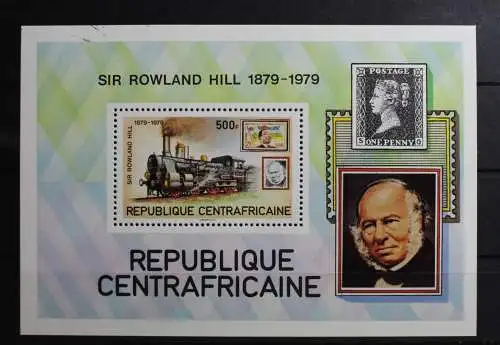 SIR ROWLAND HILL 1879-1979
1879-1979
500F
SIR ROWLAND HILL
REPUBLIQUE CENTRAFRICAINE
POSTAGE
S ONE PENNY G
REPUBLIQUE
CENTRAFRICAINE